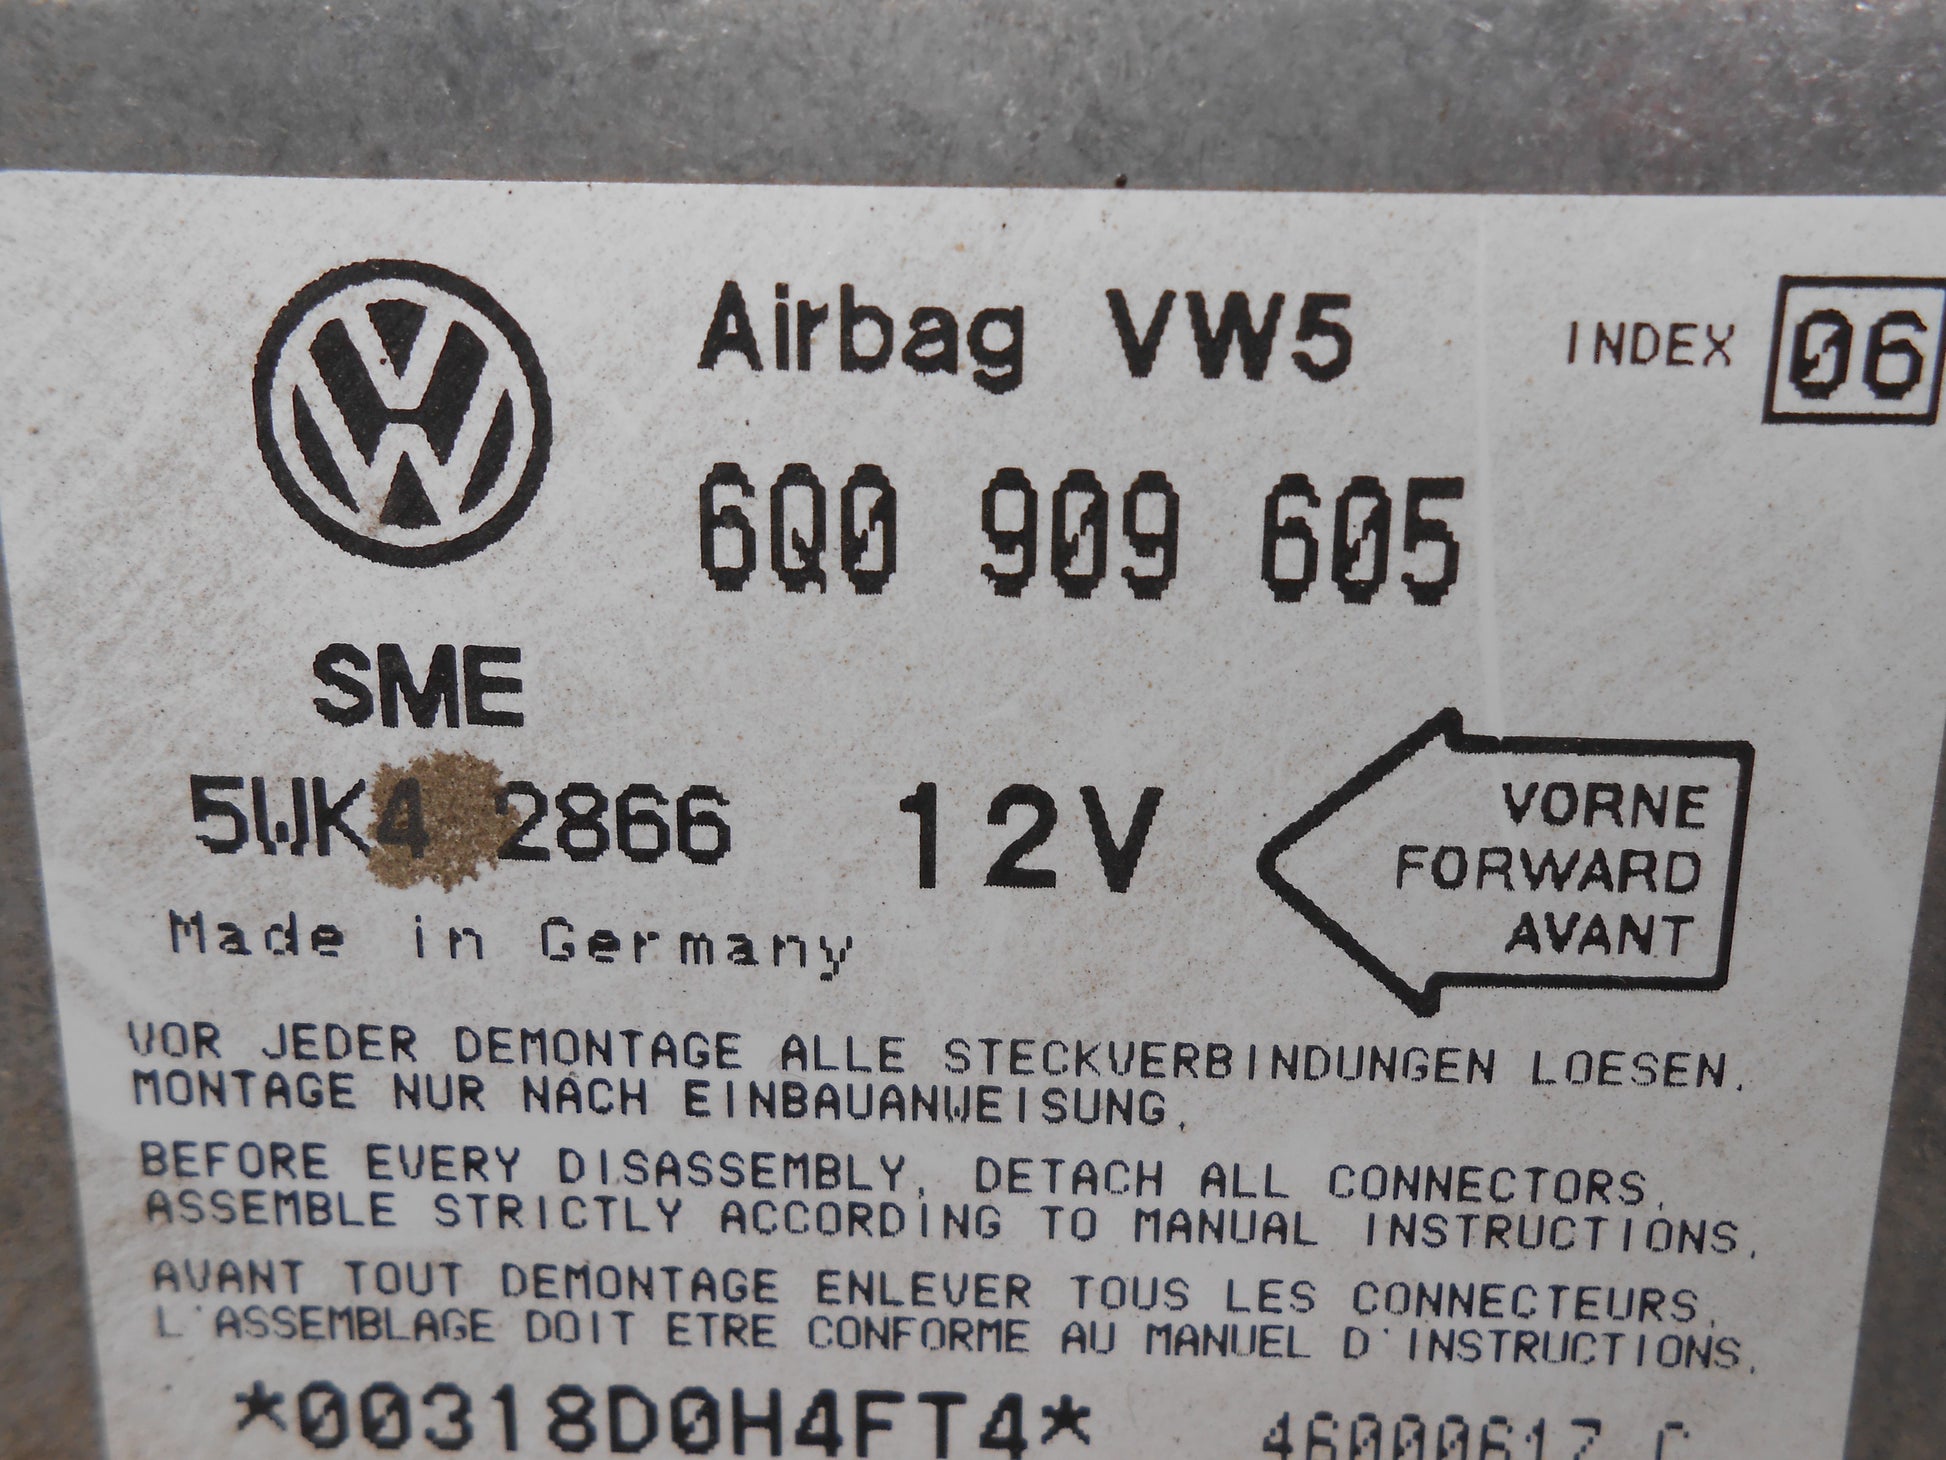 Airbag VW5 INDEX 06
6Q0 909 605
SME
5WK4 2866 12V
VORNE
FORWARD
AVANT
Made in Germany
VOR JEDER DEMONTAGE ALLE STECKVERBINDUNGEN LOESEN.
MONTAGE NUR NACH EINBAUANWEISUNG.
BEFORE EVERY DISASSEMBLY, DETACH ALL CONNECTORS,
ASSEMBLE STRICTLY ACCORDING TO MANUAL INSTRUCTIONS.
AVANT TOUT DEMONTAGE ENLEVER TOUS LES CONNECTEURS,
L'ASSEMBLAGE DOIT ETRE CONFORME AU MANUEL D'INSTRUCTIONS.
*00318D0H4FT4*